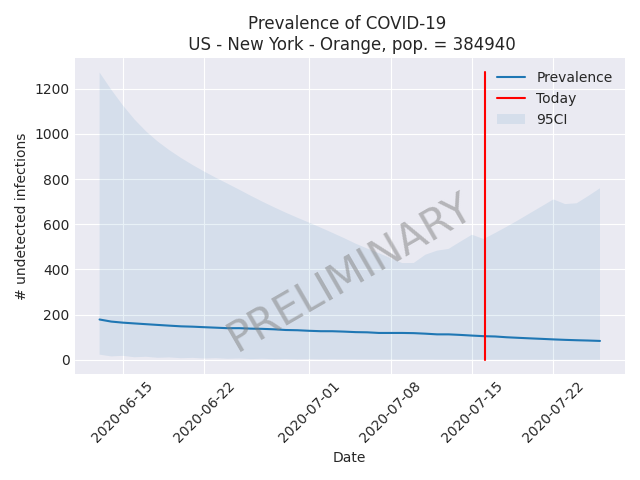 Prevalence of COVID-19
US - New York - Orange, pop. = 384940
Prevalence
Today
95CI
1200
1000
800
600
400
200
0
# undetected infections
PRELIMINARY
2020-06-15
2020-06-22
2020-07-01
2020-07-08
2020-07-15
2020-07-22
Date